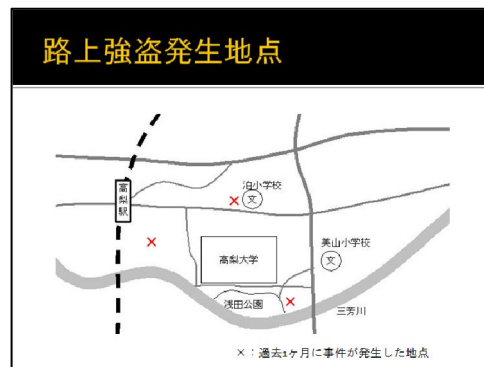 路上強盗発生地点
泊小学校
文
高梨駅
美山小学校
文
高梨大学
浅田公園
三芳川
×：過去1ヶ月に事件が発生した地点